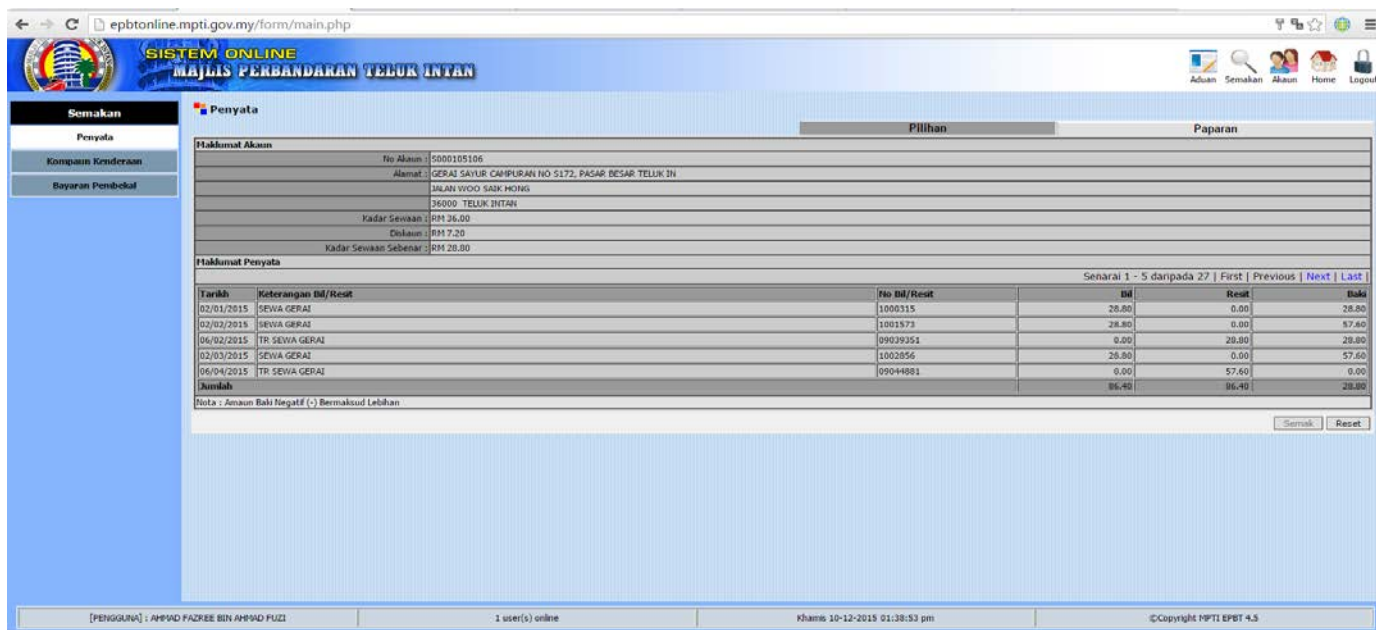 epbtonline.mpti.gov.my/form/main.php
SISTEM ONLINE
MAJLIS PERBANDARAN TELUK INTAN
Aduan Semakan Akaun Home Logout
Semakan
Penyata
Kompaun Kenderaan
Bayaran Pembekal
Penyata
Pilihan Paparan
Maklumat Akaun
No Akaun : S000105106
Alamat : GERAI SAYUR CAMPURAN NO S172, PASAR BESAR TELUK IN
JALAN WOO SAIK HONG
36000 TELUK INTAN
Kadar Sewaan : RM 36.00
Diskaun : RM 7.20
Kadar Sewaan Sebenar : RM 28.80
Maklumat Penyata
Senarai 1 - 5 daripada 27 | First | Previous | Next | Last |
Tarikh Keterangan Bil/Resit No Bil/Resit Bil Resit Baki
02/01/2015 SEWA GERAI 1000315 28.80 0.00 28.80
02/02/2015 SEWA GERAI 1001573 28.80 0.00 57.60
06/02/2015 TR SEWA GERAI 09039351 0.00 28.80 28.80
02/03/2015 SEWA GERAI 1002856 28.80 0.00 57.60
06/04/2015 TR SEWA GERAI 09044881 0.00 57.60 0.00
Jumlah 86.40 86.40 28.80
Nota : Amaun Baki Negatif (-) Bermaksud Lebihan
Semak Reset
[PENGGUNA] : AHMAD FAZREE BIN AHMAD FUZI 1 user(s) online Khamis 10-12-2015 01:38:53 pm ©Copyright MPTI EPBT 4.5